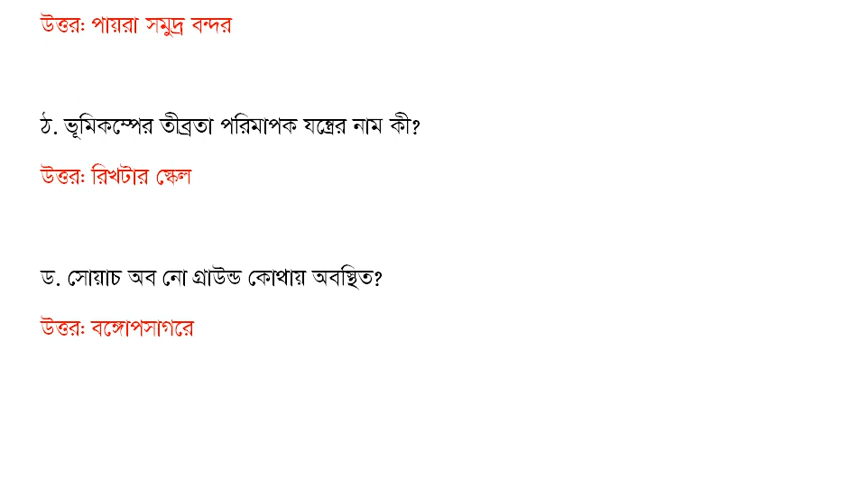 উত্তর: পায়রা সমুদ্র বন্দর
ঠ. ভূমিকম্পের তীব্রতা পরিমাপক যন্ত্রের নাম কী?
উত্তর: রিখটার স্কেল
ড. সোয়াচ অব নো গ্রাউন্ড কোথায় অবস্থিত?
উত্তর: বঙ্গোপসাগরে